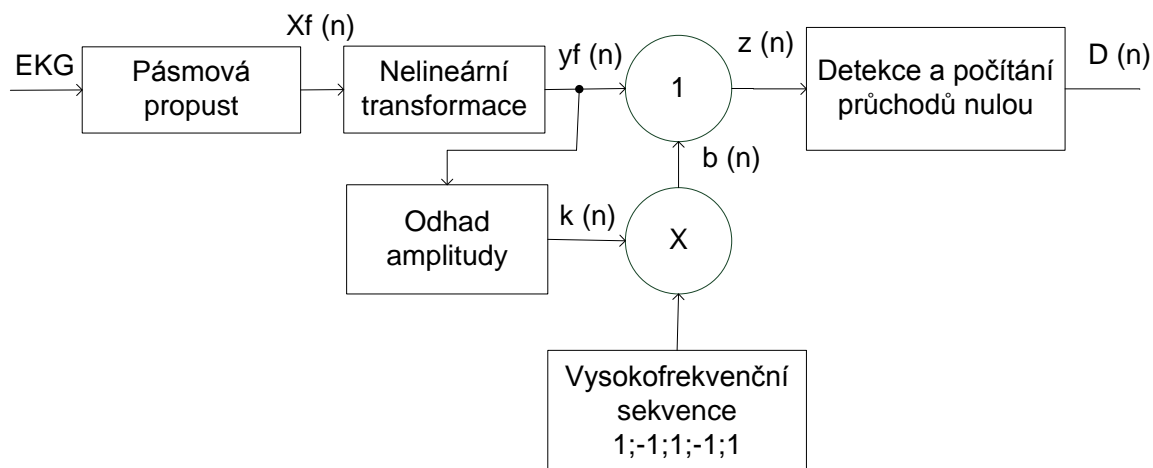 EKG
Pásmová
propust
Xf (n)
Nelineární
transformace
yf (n)
1
z (n)
Detekce a počítání
průchodů nulou
D (n)
b (n)
Odhad
amplitudy
k (n)
X
Vysokofrekvenční
sekvence
1;-1;1;-1;1